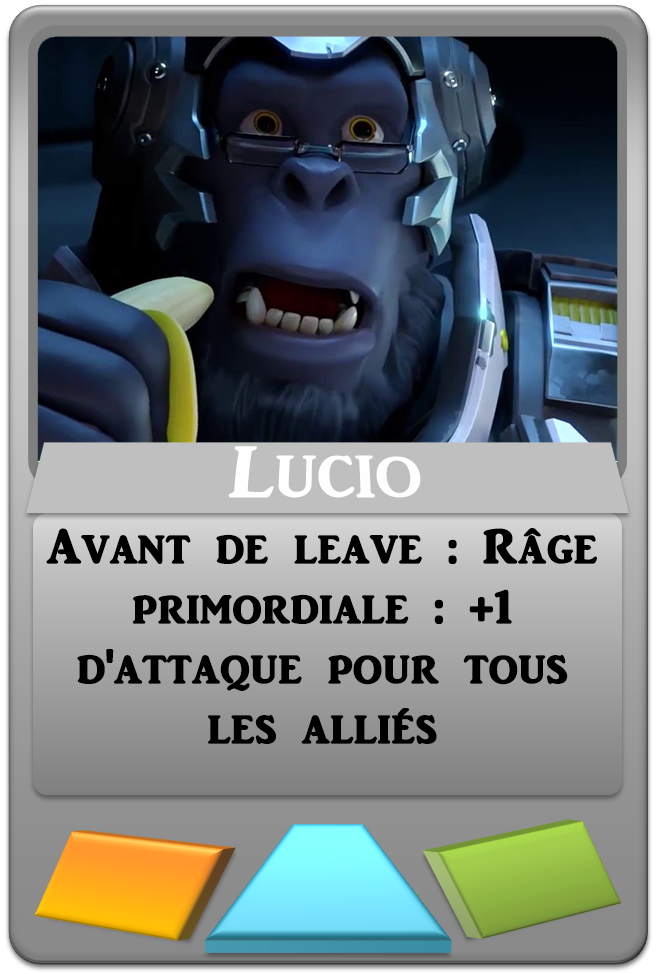 Lucio
Avant de leave : Râge
primordiale : +1
d'attaque pour tous
les alliés